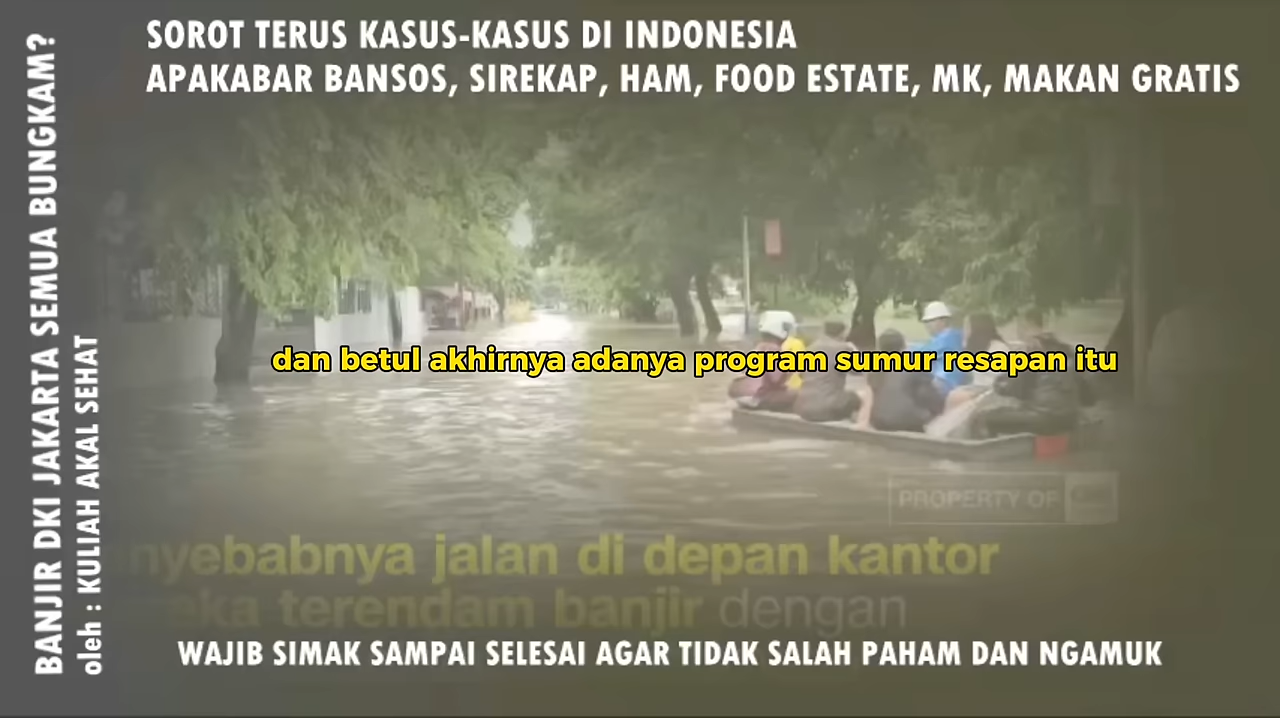 BANJIR DKI JAKARTA SEMUA BUNGKAM?
oleh : KULIAH AKAL SEHAT
SOROT TERUS KASUS-KASUS DI INDONESIA
APAKABAR BANSOS, SIREKAP, HAM, FOOD ESTATE, MK, MAKAN GRATIS
dan betul akhirnya adanya program sumur resapan itu
PROPERTY OF
nyebabnya jalan di depan kantor
eka terendam banjir dengan
WAJIB SIMAK SAMPAI SELESAI AGAR TIDAK SALAH PAHAM DAN NGAMUK